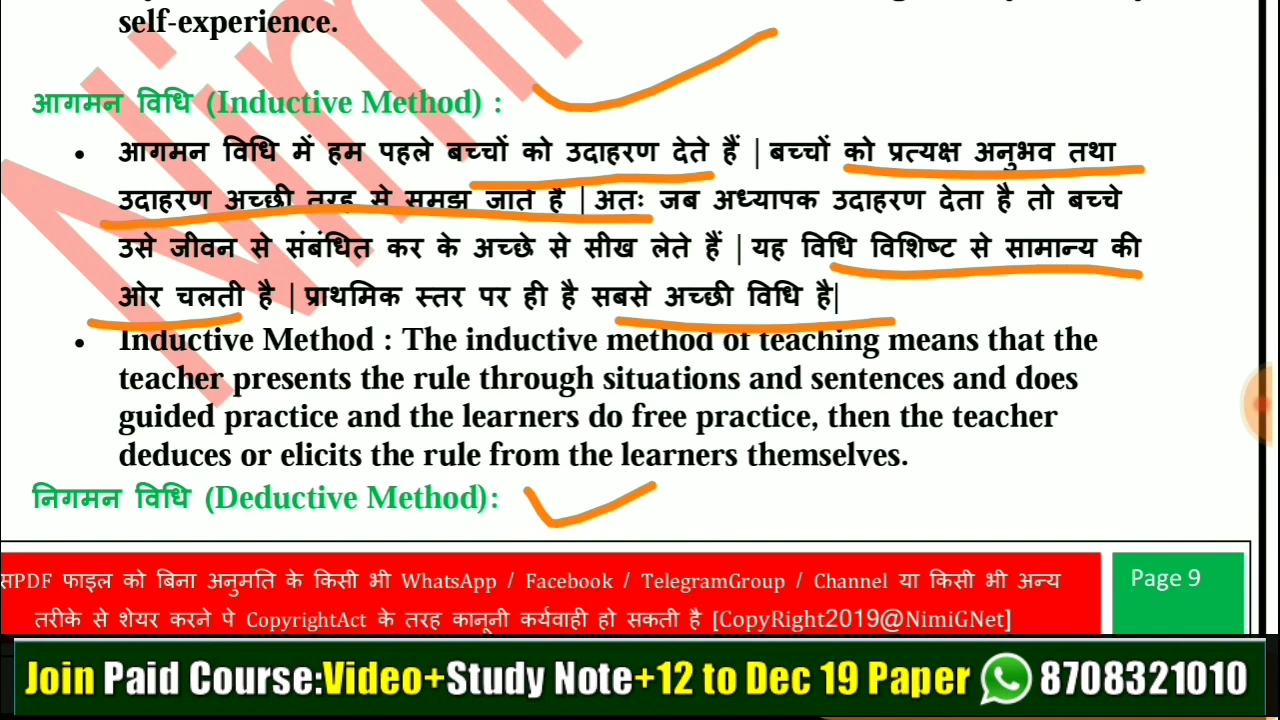 self-experience.
आगमन विधि (Inductive Method) :
• आगमन विधि में हम पहले बच्चों को उदाहरण देते हैं | बच्चों को प्रत्यक्ष अनुभव तथा
उदाहरण अच्छी तरह से समझ जाते हैं | अतः जब अध्यापक उदाहरण देता है तो बच्चे
उसे जीवन से संबंधित कर के अच्छे से सीख लेते हैं | यह विधि विशिष्ट से सामान्य की
ओर चलती है | प्राथमिक स्तर पर ही है सबसे अच्छी विधि है|
• Inductive Method : The inductive method of teaching means that the
teacher presents the rule through situations and sentences and does
guided practice and the learners do free practice, then the teacher
deduces or elicits the rule from the learners themselves.
निगमन विधि (Deductive Method):
सPDF फाइल को बिना अनुमति के किसी भी WhatsApp / Facebook / TelegramGroup / Channel या किसी भी अन्य
तरीके से शेयर करने पे CopyrightAct के तरह कानूनी कर्यवाही हो सकती है [CopyRight2019@NimiGNet]
Page 9
Join Paid Course:Video+Study Note+12 to Dec 19 Paper 8708321010